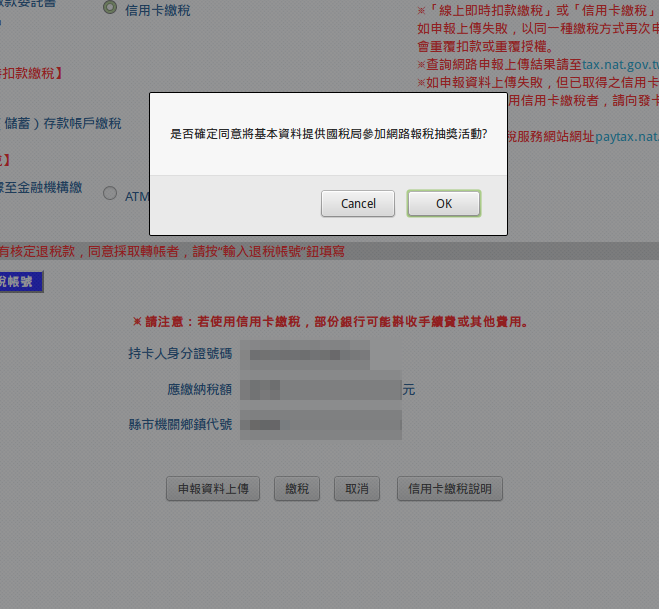 信用卡繳稅
※「線上即時扣款繳稅」或「信用卡繳稅」
如申報上傳失敗，以同一種繳稅方式再次申
會重覆扣款或重覆授權。
※查詢網路申報上傳結果請至tax.nat.gov.tw
※如申報資料上傳失敗，但已取得之信用卡
用信用卡繳稅者，請向發卡
扣款繳稅】
儲蓄）存款帳戶繳稅
稅服務網站網址paytax.nat.
至金融機構繳
ATM
是否確定同意將基本資料提供國稅局參加網路報稅抽獎活動?
Cancel
OK
有核定退稅款，同意採取轉帳者，請按"輸入退稅帳號"鈕填寫
稅帳號
※請注意：若使用信用卡繳稅，部份銀行可能斟收手續費或其他費用。
持卡人身分證號碼
應繳納稅額 元
縣市機關鄉鎮代號
申報資料上傳
繳稅
取消
信用卡繳稅說明